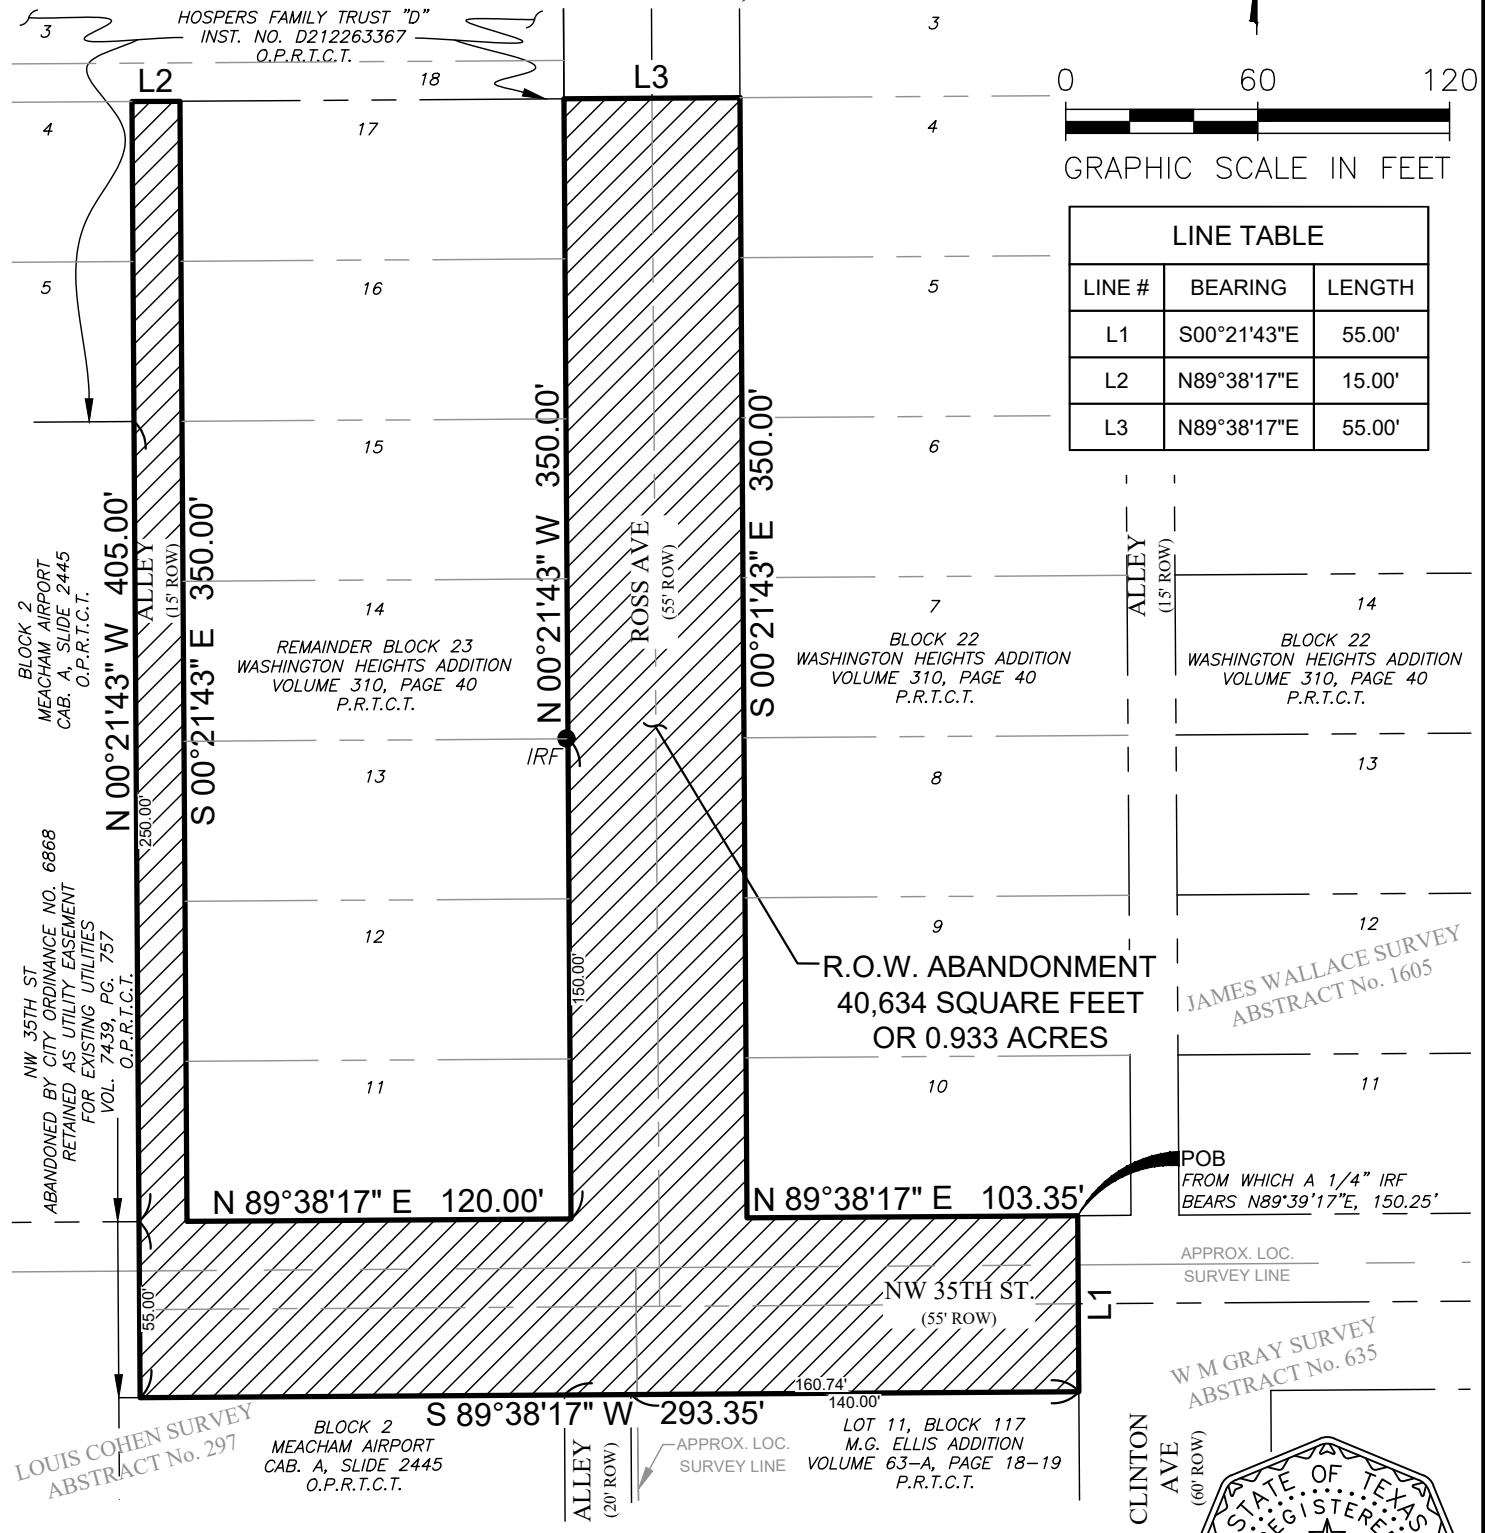 HOSPERS FAMILY TRUST "D"
INST. NO. D212263367
O.P.R.T.C.T.
3
18
3
L2
L3
0 60 120
GRAPHIC SCALE IN FEET
4
17
4
LINE TABLE
LINE # BEARING LENGTH
L1 S00°21'43"E 55.00'
L2 N89°38'17"E 15.00'
L3 N89°38'17"E 55.00'
5
16
5
15
6
N 00°21'43" W 405.00'
ALLEY
(15' ROW)
S 00°21'43" E 350.00'
N 00°21'43" W 350.00'
ROSS AVE
(55' ROW)
S 00°21'43" E 350.00'
ALLEY
(15' ROW)
BLOCK 2
MEACHAM AIRPORT
CAB. A, SLIDE 2445
O.P.R.T.C.T.
14
REMAINDER BLOCK 23
WASHINGTON HEIGHTS ADDITION
VOLUME 310, PAGE 40
P.R.T.C.T.
7
BLOCK 22
WASHINGTON HEIGHTS ADDITION
VOLUME 310, PAGE 40
P.R.T.C.T.
14
BLOCK 22
WASHINGTON HEIGHTS ADDITION
VOLUME 310, PAGE 40
P.R.T.C.T.
IRF
13
8
13
250.00'
NW 35TH ST
ABANDONED BY CITY ORDINANCE NO. 6868
RETAINED AS UTILITY EASEMENT
FOR EXISTING UTILITIES
VOL. 7439, PG. 757
O.P.R.T.C.T.
12
9
12
150.00'
R.O.W. ABANDONMENT
40,634 SQUARE FEET
OR 0.933 ACRES
JAMES WALLACE SURVEY
ABSTRACT No. 1605
11
10
11
POB
FROM WHICH A 1/4" IRF
BEARS N89°39'17"E, 150.25'
N 89°38'17" E 120.00'
N 89°38'17" E 103.35'
APPROX. LOC.
SURVEY LINE
55.00'
NW 35TH ST.
(55' ROW)
L1
W M GRAY SURVEY
ABSTRACT No. 635
160.74'
140.00'
S 89°38'17" W 293.35'
LOUIS COHEN SURVEY
ABSTRACT No. 297
BLOCK 2
MEACHAM AIRPORT
CAB. A, SLIDE 2445
O.P.R.T.C.T.
ALLEY
(20' ROW)
APPROX. LOC.
SURVEY LINE
LOT 11, BLOCK 117
M.G. ELLIS ADDITION
VOLUME 63-A, PAGE 18-19
P.R.T.C.T.
CLINTON
AVE
(60' ROW)
STATE OF TEXAS
REGISTERE